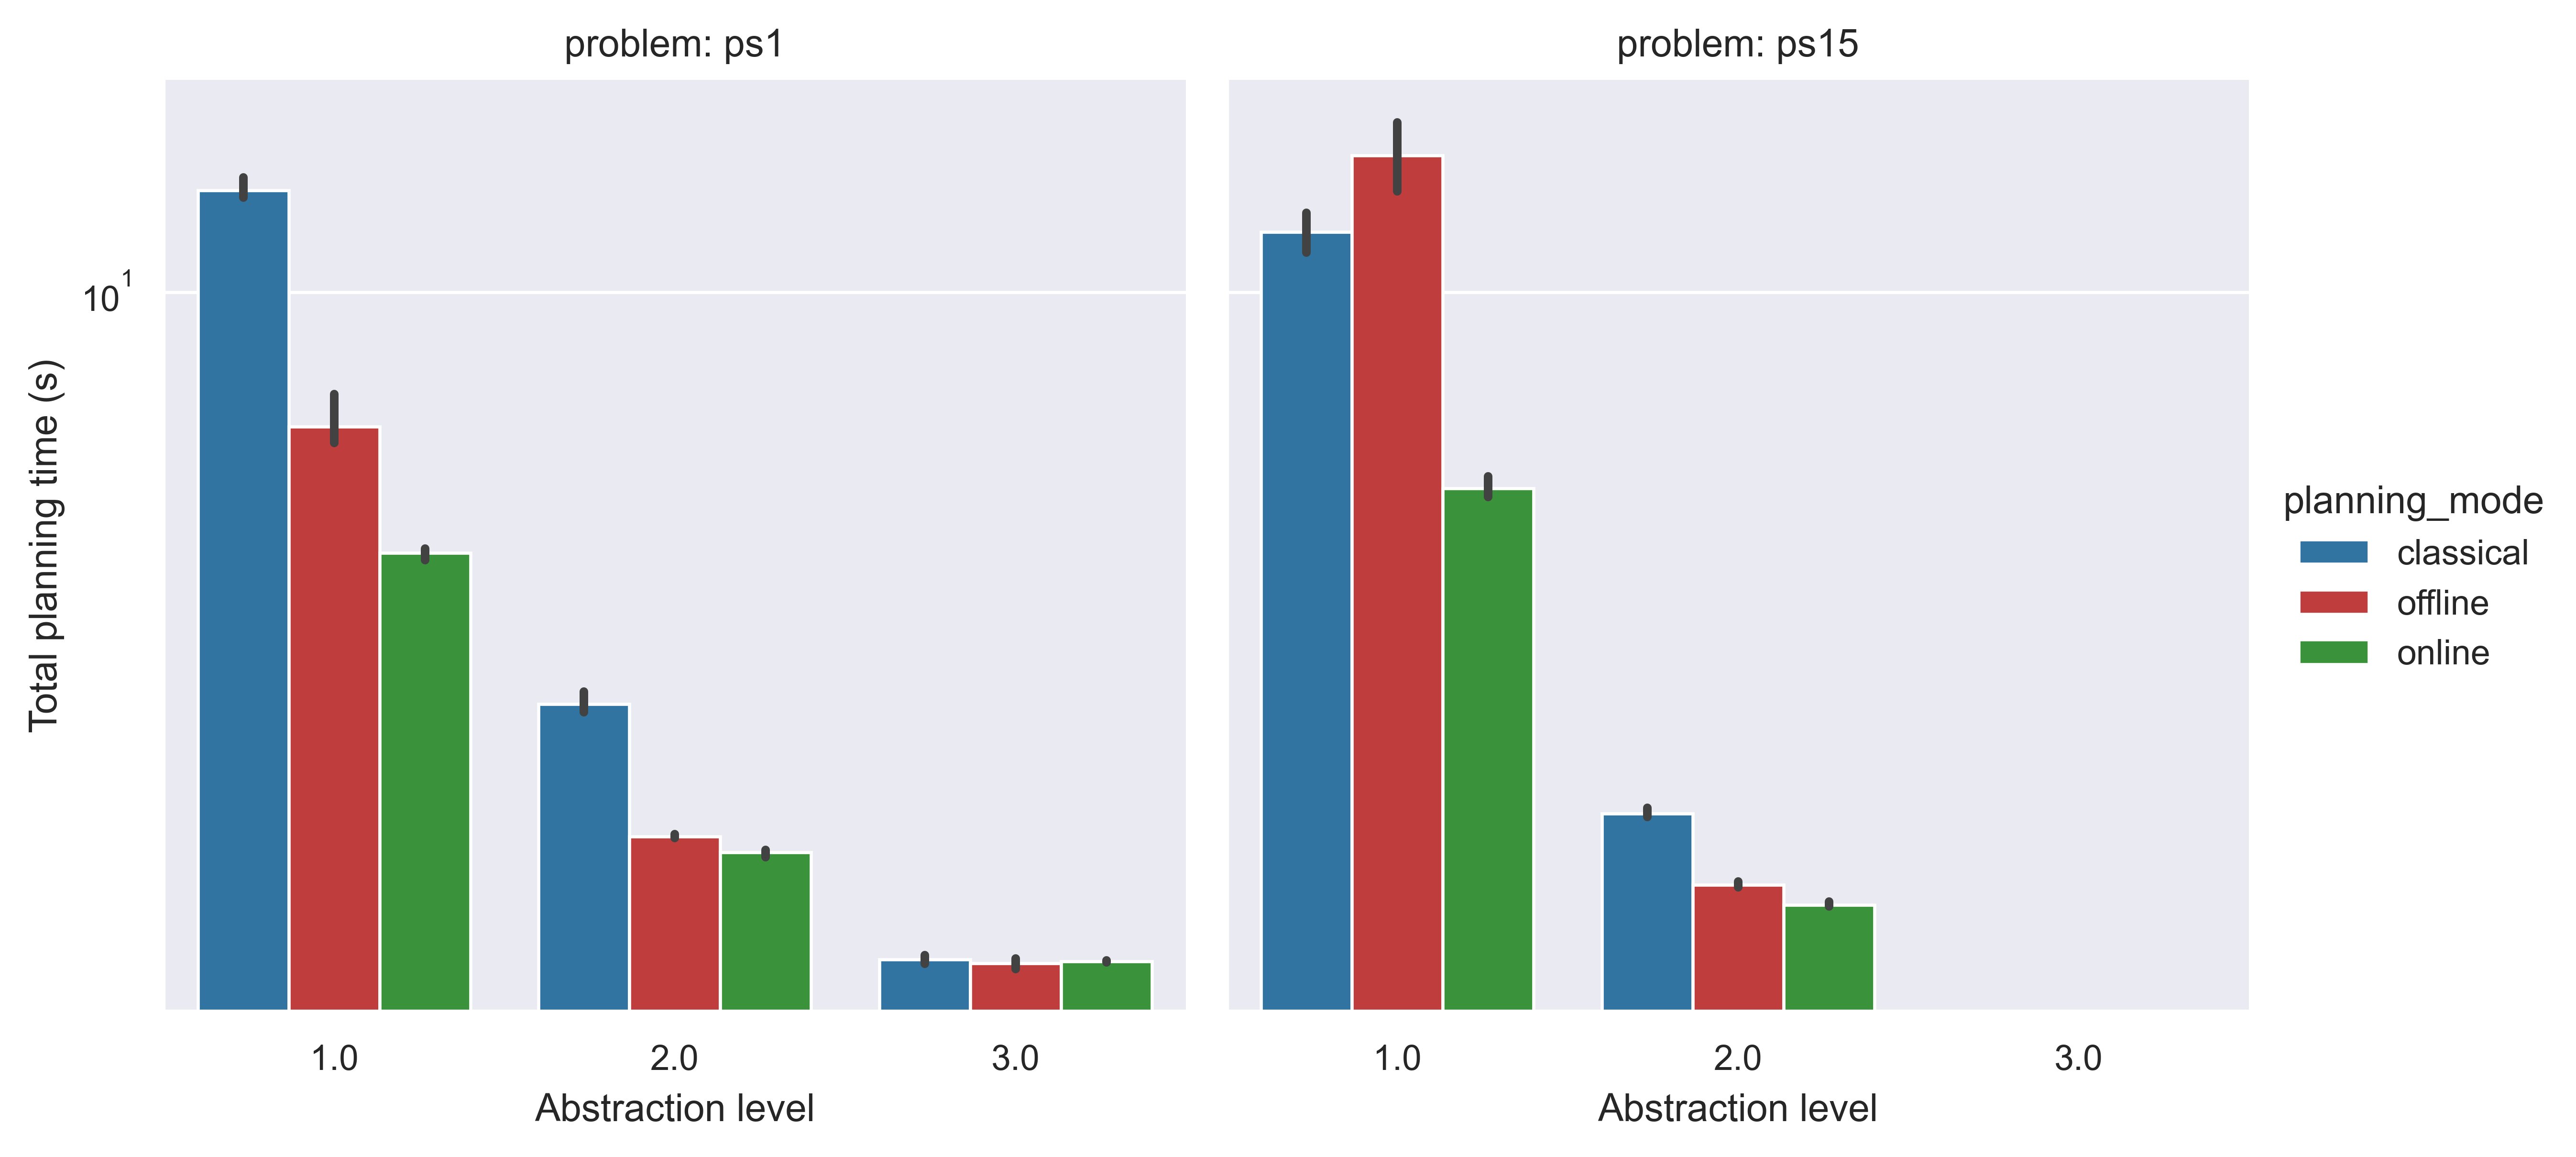 problem: ps1
problem: ps15
10^1
Total planning time (s)
1.0 2.0 3.0
1.0 2.0 3.0
Abstraction level
Abstraction level
planning_mode
classical
offline
online